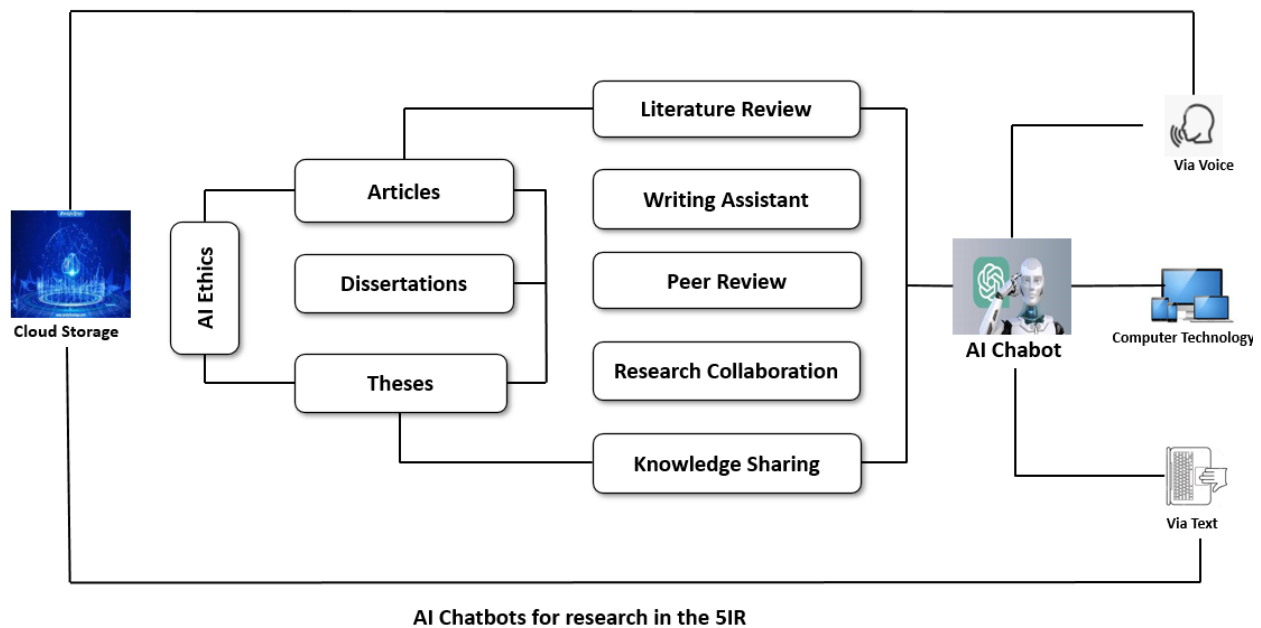 Literature Review
Via Voice
Articles
Writing Assistant
AI Ethics
Dissertations
Peer Review
Cloud Storage
AI Chabot
Computer Technology
Theses
Research Collaboration
Knowledge Sharing
Via Text
AI Chatbots for research in the 5IR